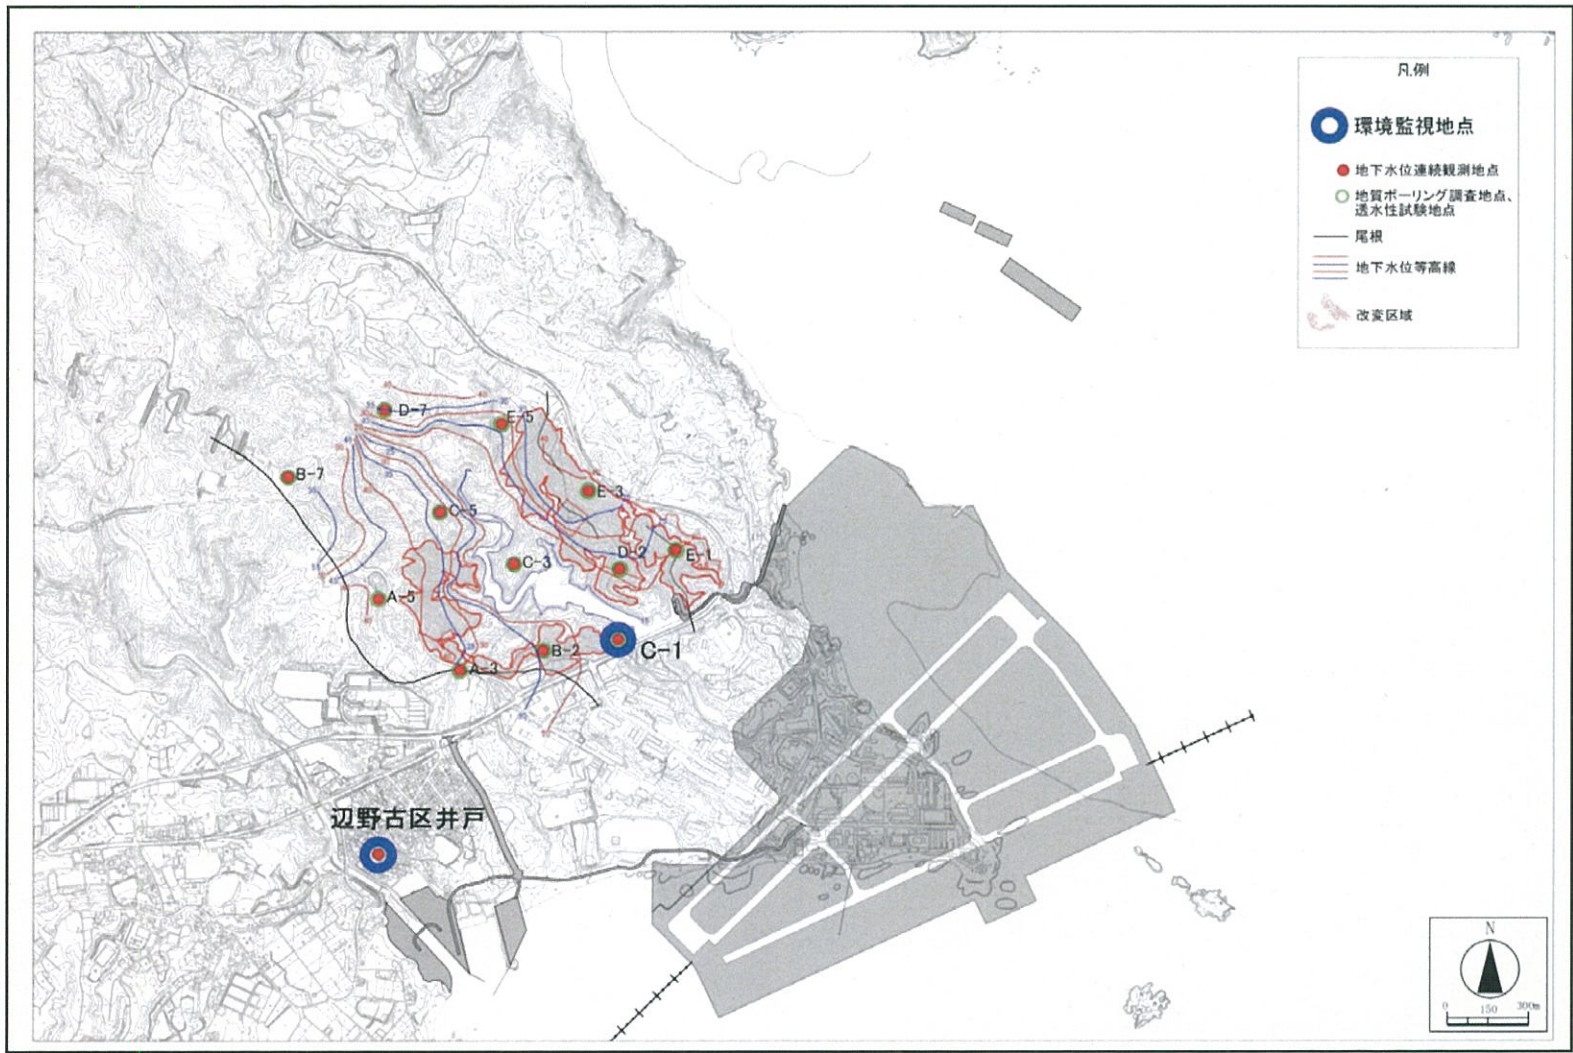 凡例
環境監視地点
地下水位連続観測地点
地質ボーリング調査地点、
透水性試験地点
尾根
地下水位等高線
改変区域
D-7
E-5
B-7
E-3
C-5
C-3
D-2
E-1
A-5
B-2
C-1
A-3
辺野古区井戸
N
0 150 300m